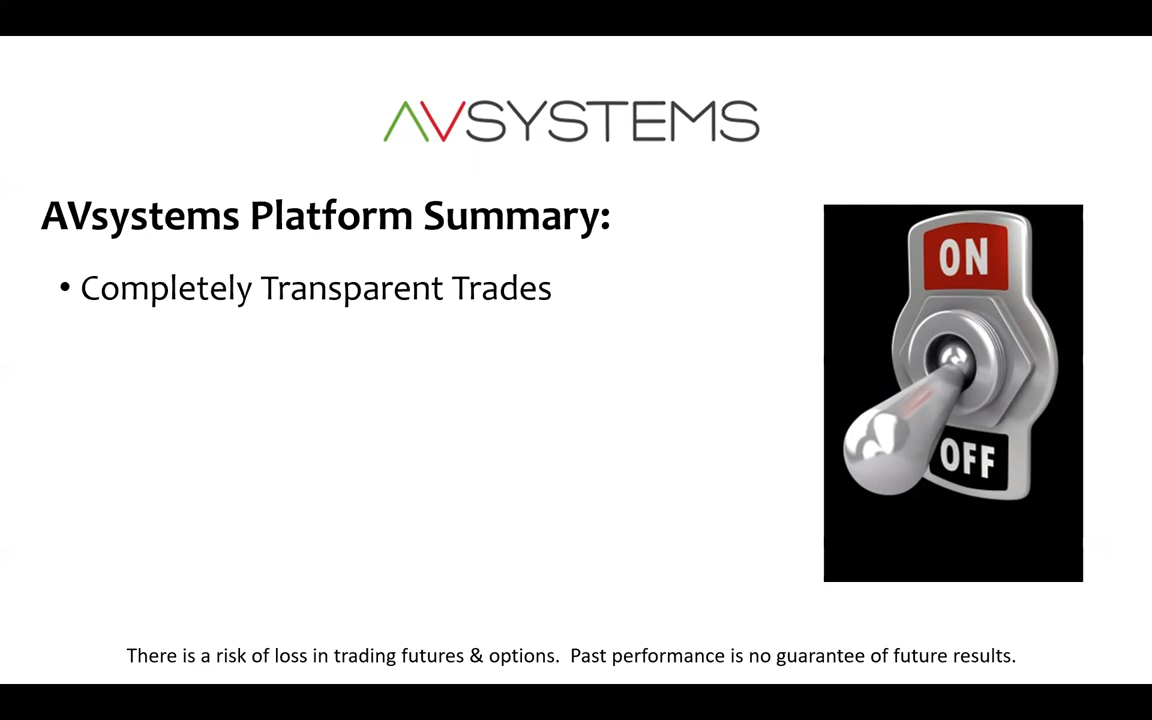 AVSYSTEMS
AVsystems Platform Summary:
• Completely Transparent Trades
ON
OFF
There is a risk of loss in trading futures & options.  Past performance is no guarantee of future results.